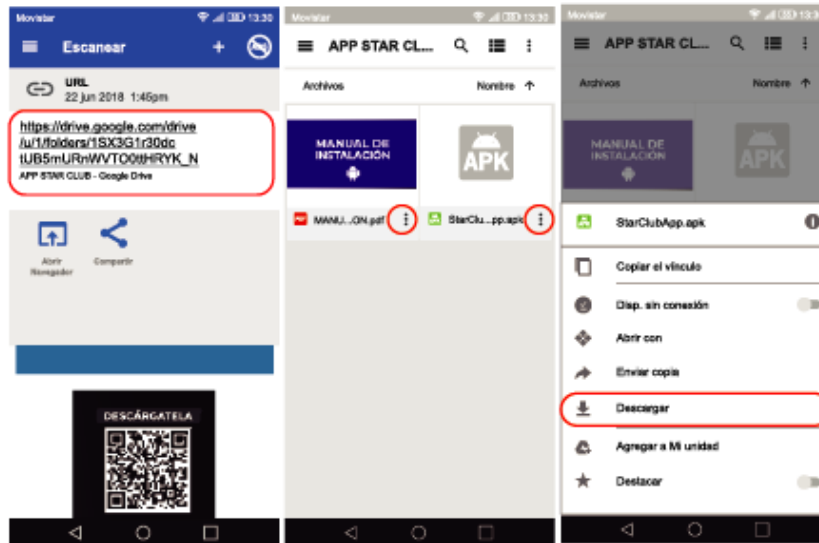 Movistar
13:30
Escanear
URL
22 jun 2018 1:45pm
https://drive.google.com/drive
/u/1/folders/1SX3G1r30dc
tUB5mURnWVTO0ttHRYK_N
APP STAR CLUB - Google Drive
Abrir
Navegador
Compartir
DESCÁRGATELA
Movistar
13:30
APP STAR CL...
Archivos
Nombre
MANUAL DE
INSTALACIÓN
APK
MANU...ON.pdf
StarClu...pp.apk
Movistar
13:30
APP STAR CL...
Archivos
Nombre
MANUAL DE
INSTALACIÓN
APK
StarClubApp.apk
Copiar el vínculo
Disp. sin conexión
Abrir con
Enviar copia
Descargar
Agregar a Mi unidad
Destacar